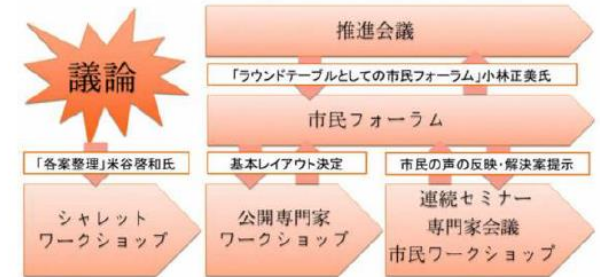 推進会議
議論
「ラウンドテーブルとしての市民フォーラム」小林正美氏
市民フォーラム
「各案整理」米谷啓和氏
基本レイアウト決定
市民の声の反映・解決案提示
シャレット
ワークショップ
公開専門家
ワークショップ
連続セミナー
専門家会議
市民ワークショップ